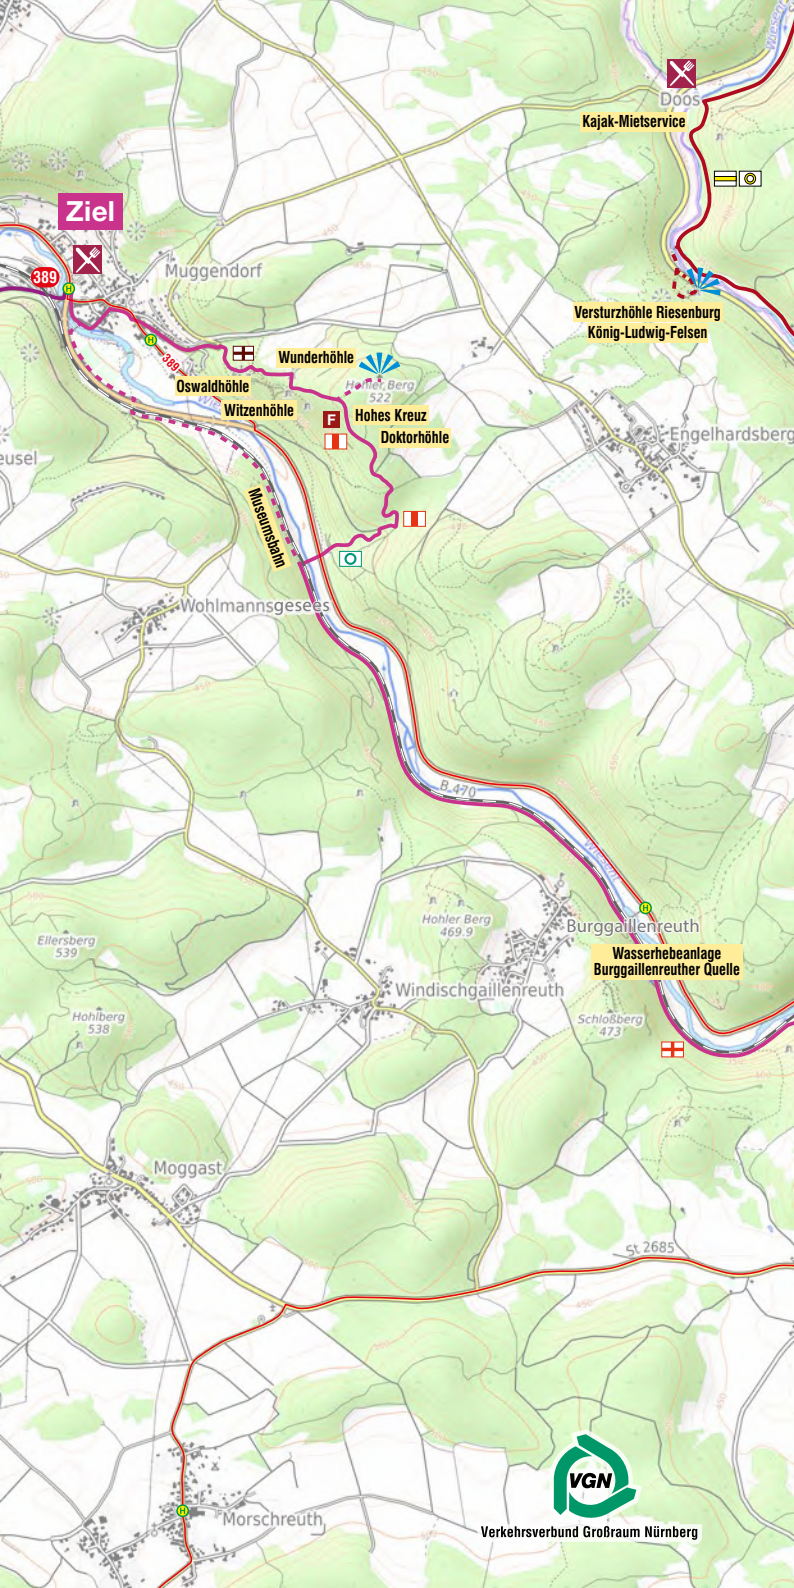 Wiesent
Doos
Kajak-Mietservice
Ziel
389
H
Muggendorf
Versturzhöhle Riesenburg
König-Ludwig-Felsen
H
389
Wunderhöhle
Oswaldhöhle
Hohler Berg
522
Witzenhöhle
F
Hohes Kreuz
Doktorhöhle
Engelhardsberg
eusel
Museumsbahn
Wohlmannsgesees
B 470
Wiesent
H
Hohler Berg
469.9
Burggaillenreuth
Ellersberg
539
Wasserhebeanlage
Burggaillenreuther Quelle
Windischgaillenreuth
Hohlberg
538
Schloßberg
473
Moggast
St 2685
H
Morschreuth
VGN
Verkehrsverbund Großraum Nürnberg